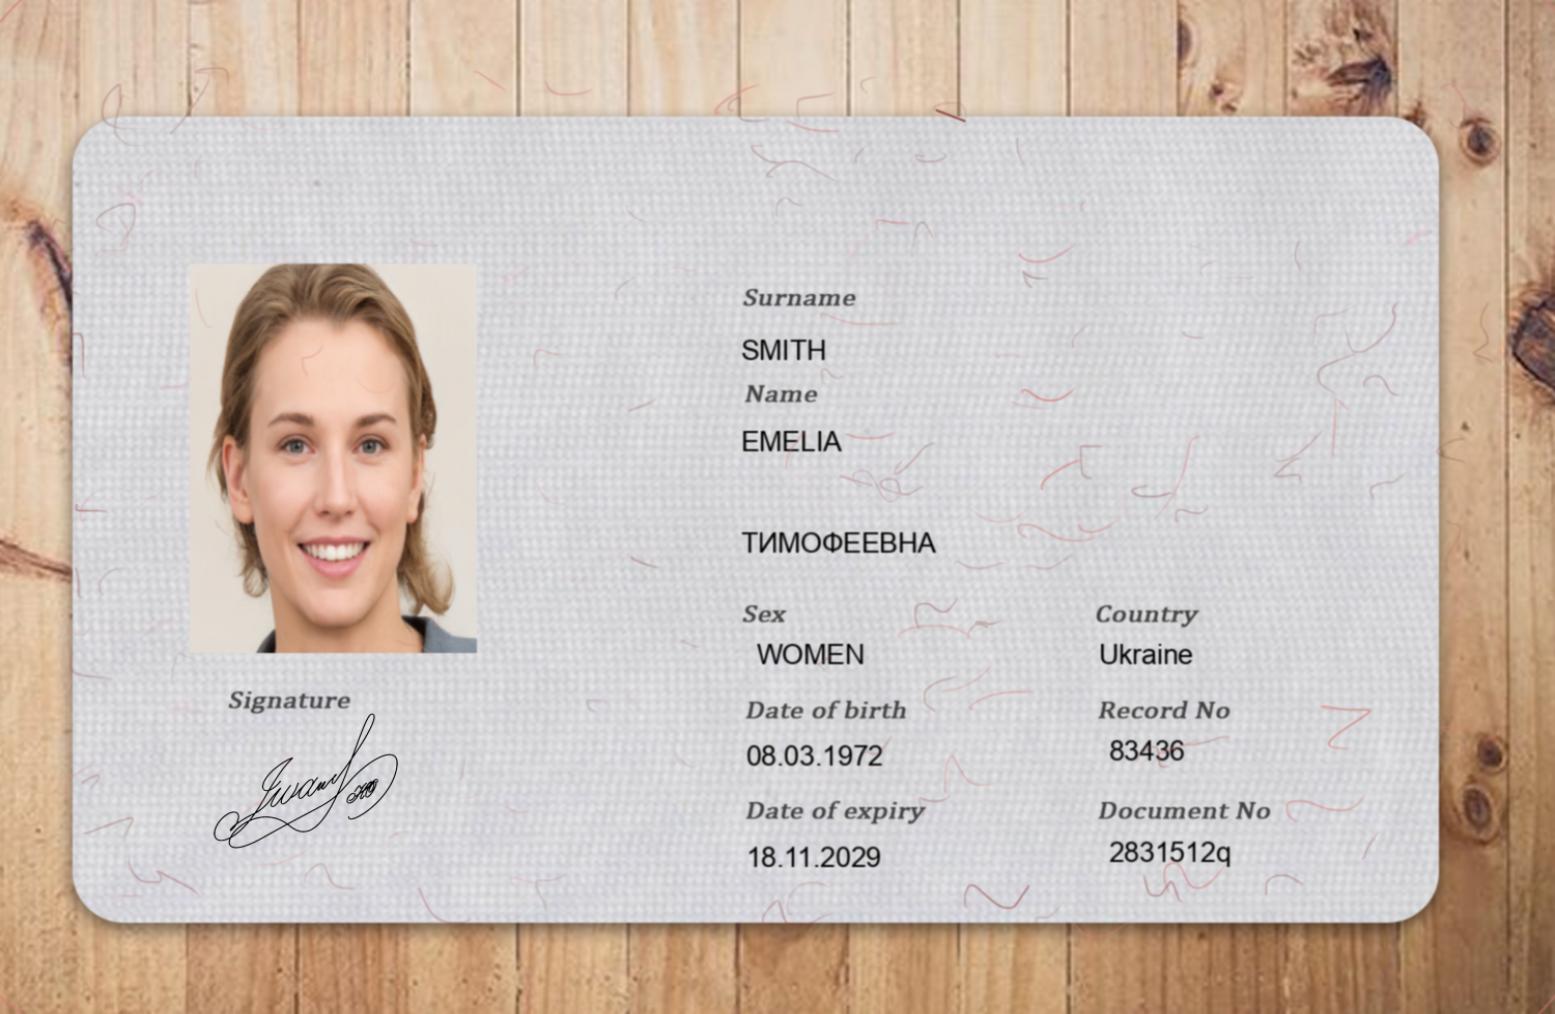 Surname
SMITH
Name
EMELIA
ТИМОФЕЕВНА
Sex
Country
WOMEN
Ukraine
Date of birth
Record No
08.03.1972
83436
Date of expiry
Document No
18.11.2029
2831512q
Signature